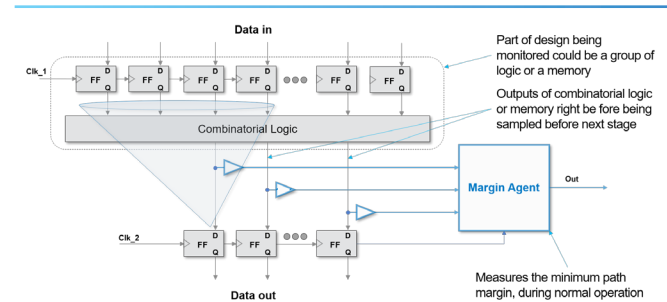 Data in
Part of design being
monitored could be a group of
logic or a memory
Clk_1
D
FF
Q
D
FF
Q
D
FF
Q
D
FF
Q
D
FF
Q
D
FF
Q
Outputs of combinatorial logic
or memory right be fore being
sampled before next stage
Combinatorial Logic
Margin Agent
Out
Clk_2
D
FF
Q
D
FF
Q
D
FF
Q
Measures the minimum path
margin, during normal operation
Data out